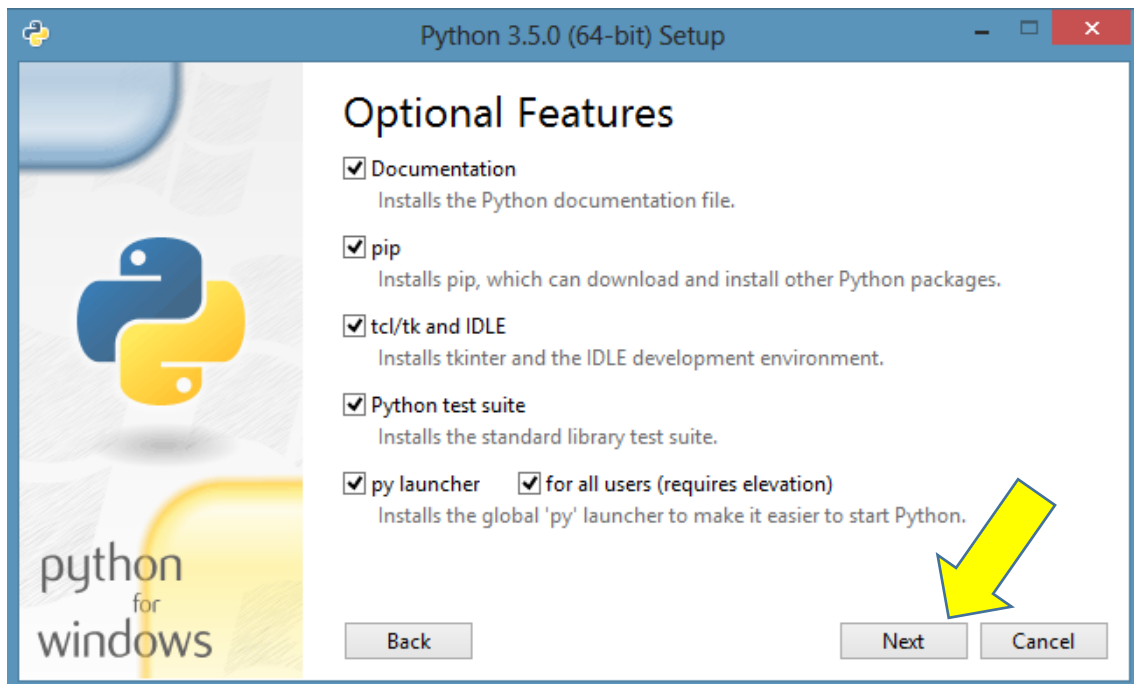 Python 3.5.0 (64-bit) Setup
Optional Features
Documentation
Installs the Python documentation file.
pip
Installs pip, which can download and install other Python packages.
tcl/tk and IDLE
Installs tkinter and the IDLE development environment.
Python test suite
Installs the standard library test suite.
py launcher for all users (requires elevation)
Installs the global 'py' launcher to make it easier to start Python.
python
for
windows
Back Next Cancel